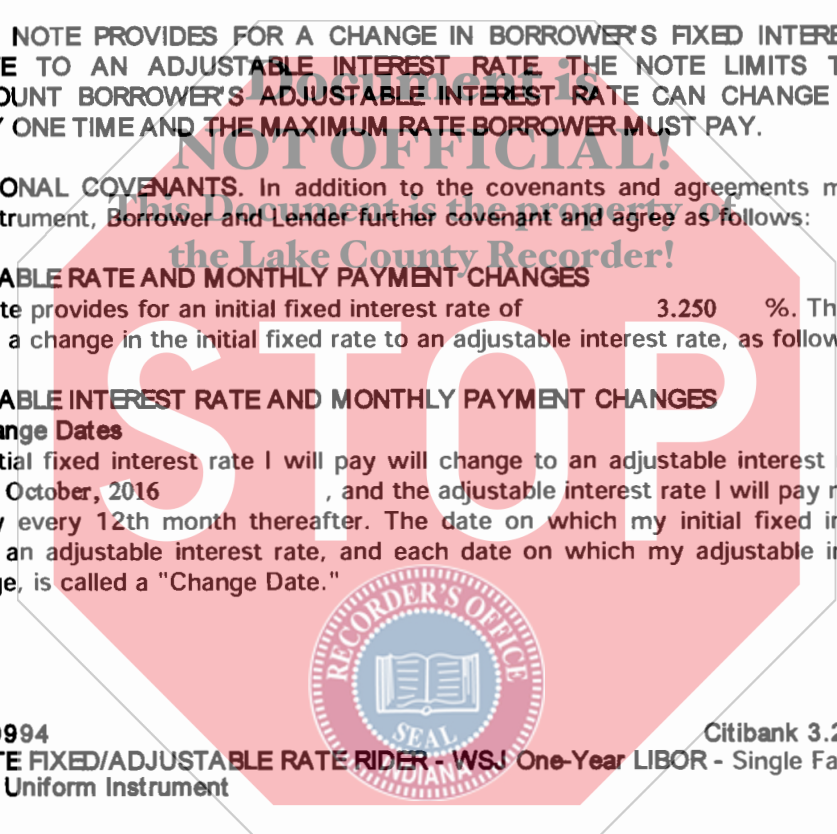 NOTE PROVIDES FOR A CHANGE IN BORROWER'S FIXED INTERE
E TO AN ADJUSTABLE INTEREST RATE. THE NOTE LIMITS T
OUNT BORROWER'S ADJUSTABLE INTEREST RATE CAN CHANGE
Y ONE TIME AND THE MAXIMUM RATE BORROWER MUST PAY.
Document is
NOT OFFICIAL!
This Document is the property of
the Lake County Recorder!
ONAL COVENANTS. In addition to the covenants and agreements m
trument, Borrower and Lender further covenant and agree as follows:
ABLE RATE AND MONTHLY PAYMENT CHANGES
te provides for an initial fixed interest rate of 3.250 %. Th
a change in the initial fixed rate to an adjustable interest rate, as follow
STOP
ABLE INTEREST RATE AND MONTHLY PAYMENT CHANGES
ange Dates
tial fixed interest rate I will pay will change to an adjustable interest
October, 2016 , and the adjustable interest rate I will pay m
y every 12th month thereafter. The date on which my initial fixed in
an adjustable interest rate, and each date on which my adjustable in
ge, is called a "Change Date."
RECORDER'S OFFICE
SEAL
INDIANA
9994 Citibank 3.2
TE FIXED/ADJUSTABLE RATE RIDER - WSJ One-Year LIBOR - Single Fa
Uniform Instrument